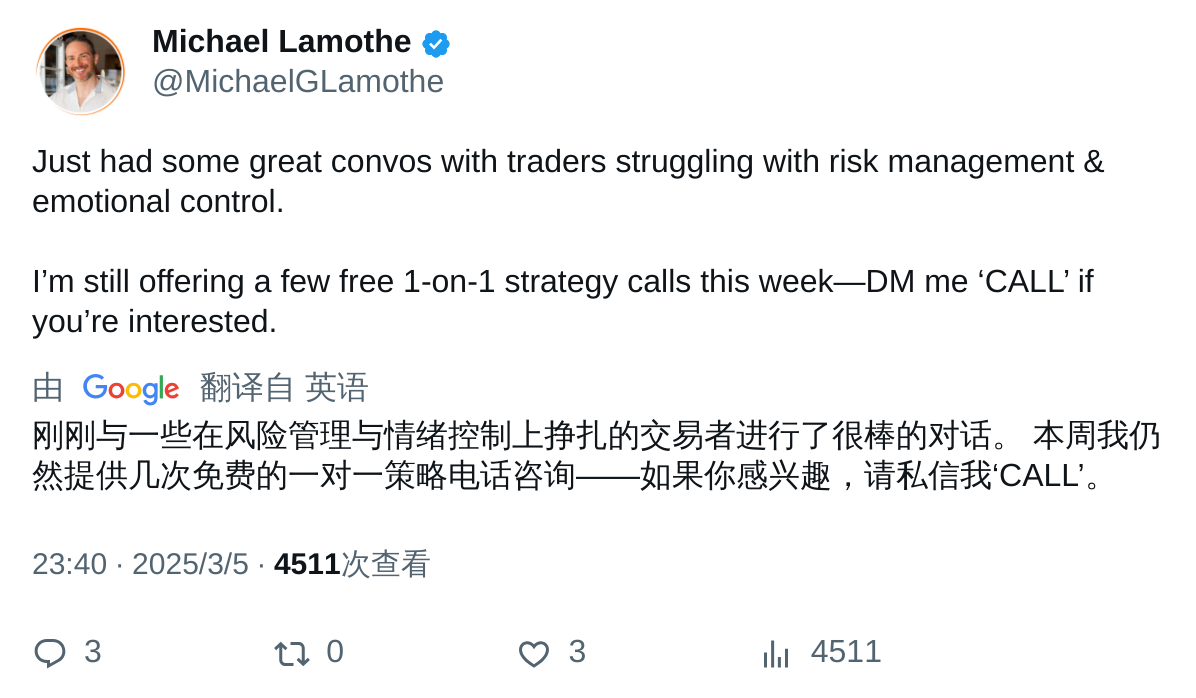 Michael Lamothe
@MichaelGLamothe
Just had some great convos with traders struggling with risk management &
emotional control.
I’m still offering a few free 1-on-1 strategy calls this week—DM me ‘CALL’ if
you’re interested.
由 Google 翻译自 英语
刚刚与一些在风险管理与情绪控制上挣扎的交易者进行了很棒的对话。 本周我仍
然提供几次免费的一对一策略电话咨询——如果你感兴趣，请私信我‘CALL’。
23:40 · 2025/3/5 · 4511次查看
3 0 3 4511